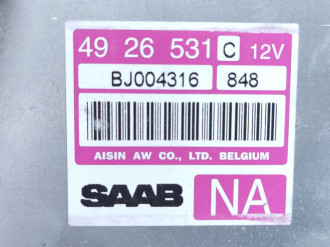 49 26 531 C 12V
BJ004316 848
AISIN AW CO., LTD. BELGIUM
SAAB NA